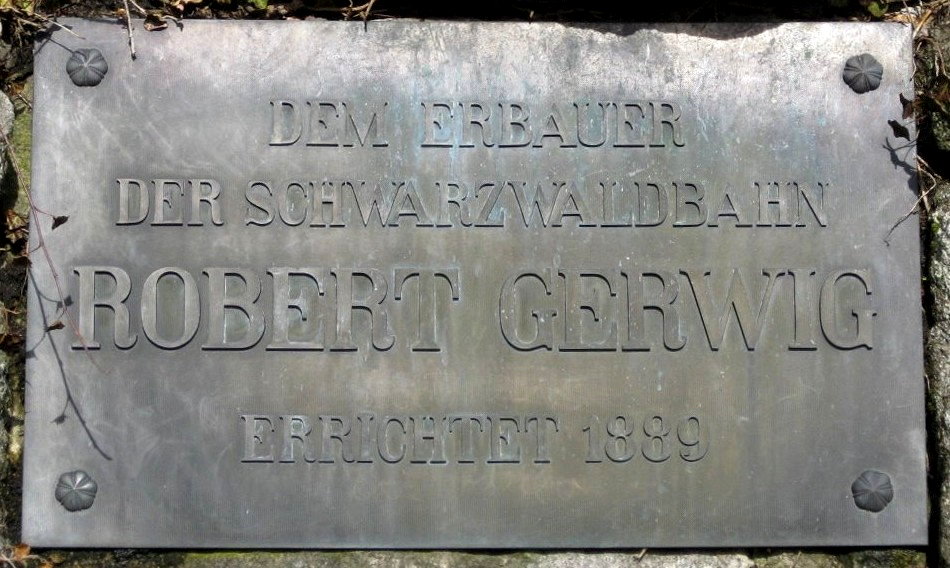 DEM ERBAUER
DER SCHWARZWALDBAHN
ROBERT GERWIG
ERRICHTET 1889